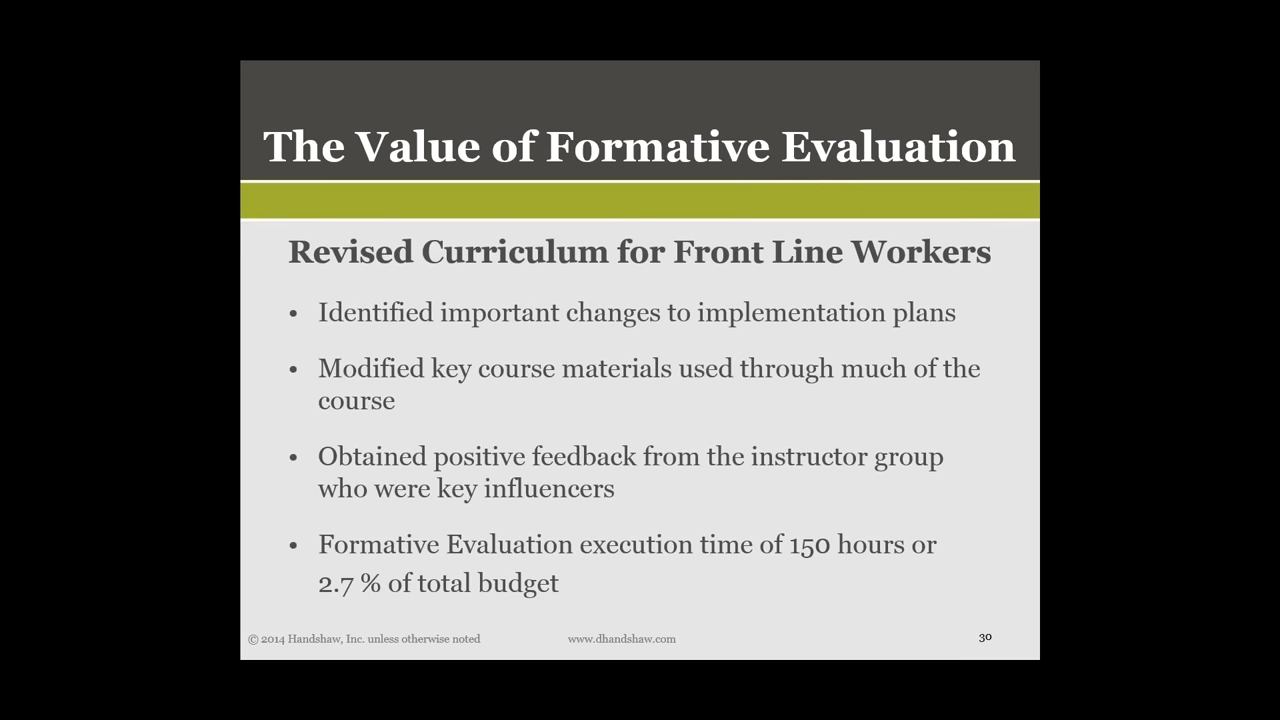 The Value of Formative Evaluation
Revised Curriculum for Front Line Workers
• Identified important changes to implementation plans
• Modified key course materials used through much of the
course
• Obtained positive feedback from the instructor group
who were key influencers
• Formative Evaluation execution time of 150 hours or
2.7 % of total budget
© 2014 Handshaw, Inc. unless otherwise noted www.dhandshaw.com 30